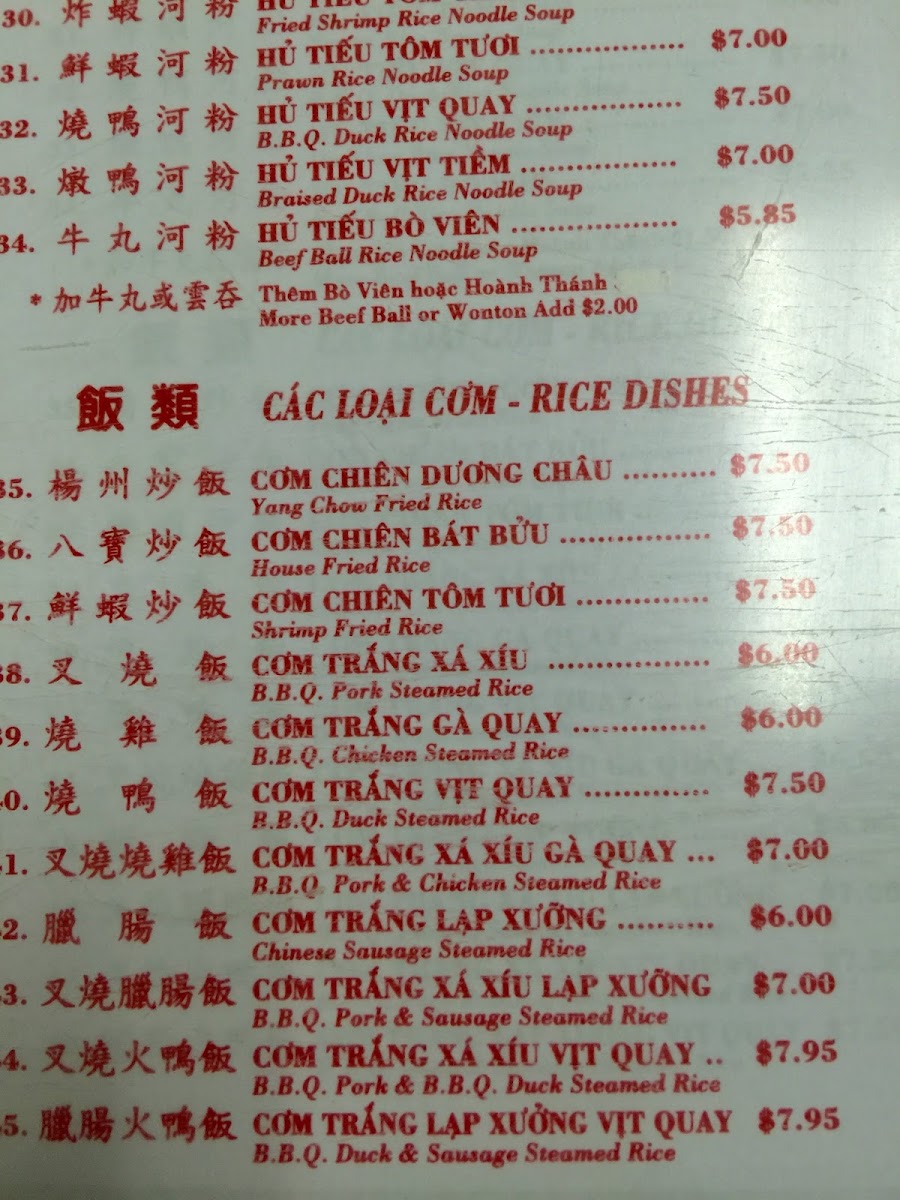 30. 炸蝦河粉 HỦ TIẾU TÔM
Fried Shrimp Rice Noodle Soup
31. 鮮蝦河粉 HỦ TIẾU TÔM TƯƠI ................ $7.00
Prawn Rice Noodle Soup
32. 燒鴨河粉 HỦ TIẾU VỊT QUAY ................ $7.50
B.B.Q. Duck Rice Noodle Soup
33. 燉鴨河粉 HỦ TIẾU VỊT TIỀM ................ $7.00
Braised Duck Rice Noodle Soup
34. 牛丸河粉 HỦ TIẾU BÒ VIÊN ................. $5.85
Beef Ball Rice Noodle Soup
* 加牛丸或雲吞 Thêm Bò Viên hoặc Hoành Thánh
More Beef Ball or Wonton Add $2.00
飯類 CÁC LOẠI CƠM - RICE DISHES
35. 楊州炒飯 CƠM CHIÊN DƯƠNG CHÂU .......... $7.50
Yang Chow Fried Rice
36. 八寶炒飯 CƠM CHIÊN BÁT BỬU ................ $7.50
House Fried Rice
37. 鮮蝦炒飯 CƠM CHIÊN TÔM TƯƠI .............. $7.50
Shrimp Fried Rice
38. 叉燒飯 CƠM TRẮNG XÁ XÍU ................. $6.00
B.B.Q. Pork Steamed Rice
39. 燒雞飯 CƠM TRẮNG GÀ QUAY .............. $6.00
B.B.Q. Chicken Steamed Rice
0. 燒鴨飯 CƠM TRẮNG VỊT QUAY ............. $7.50
B.B.Q. Duck Steamed Rice
1. 叉燒燒雞飯 CƠM TRẮNG XÁ XÍU GÀ QUAY ... $7.00
B.B.Q Pork & Chicken Steamed Rice
2. 臘腸飯 CƠM TRẮNG LẠP XƯỞNG .......... $6.00
Chinese Sausage Steamed Rice
3. 叉燒臘腸飯 CƠM TRẮNG XÁ XÍU LẠP XƯỞNG $7.00
B.B.Q. Pork & Sausage Steamed Rice
4. 叉燒火鴨飯 CƠM TRẮNG XÁ XÍU VỊT QUAY .. $7.95
B.B.Q. Pork & B.B.Q. Duck Steamed Rice
5. 臘腸火鴨飯 CƠM TRẮNG LẠP XƯỞNG VỊT QUAY $7.95
B.B.Q. Duck & Sausage Steamed Rice